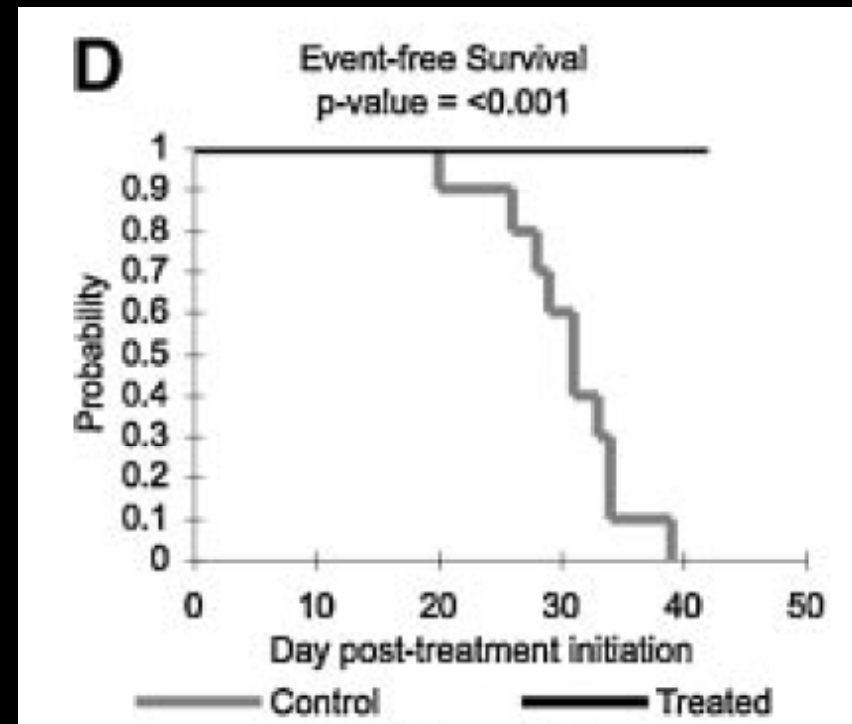 D
Event-free Survival
p-value = <0.001
1
0.9
0.8
0.7
0.6
0.5
0.4
0.3
0.2
0.1
0
Probability
0 10 20 30 40 50
Day post-treatment initiation
Control Treated